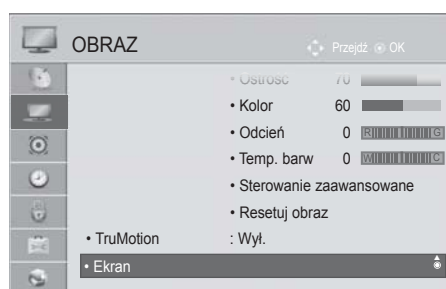 OBRAZ
Przejdź OK
• Ostrość 70
• Kolor 60
• Odcień 0 R G
• Temp. barw 0 W C
• Sterowanie zaawansowane
• Resetuj obraz
• TruMotion : Wył.
• Ekran